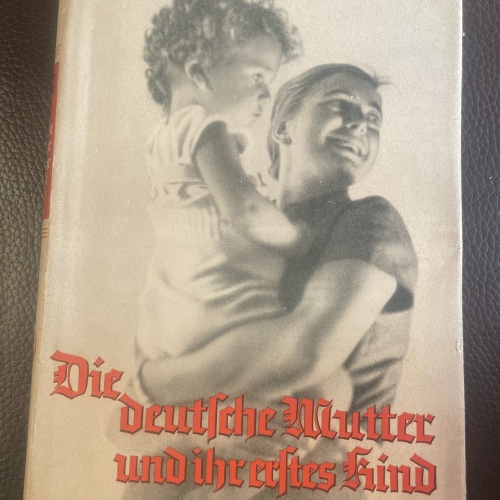 Die
deutſche Mutter
und ihr erſtes Kind